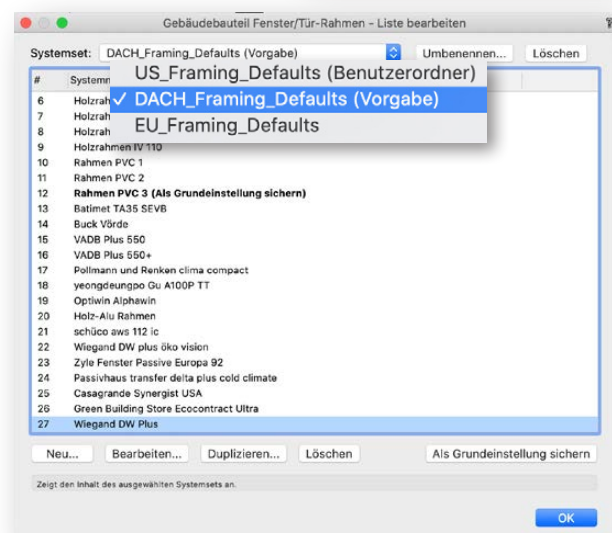 Gebäudebauteil Fenster/Tür-Rahmen - Liste bearbeiten
Systemset: DACH_Framing_Defaults (Vorgabe) Umbenennen... Löschen
US_Framing_Defaults (Benutzerordner)
✓ DACH_Framing_Defaults (Vorgabe)
EU_Framing_Defaults
#
6
7
8
9 Holzrahmen IV 110
10 Rahmen PVC 1
11 Rahmen PVC 2
12 Rahmen PVC 3 (Als Grundeinstellung sichern)
13 Batimet TA35 SEVB
14 Buck Vörde
15 VADB Plus 550
16 VADB Plus 550+
17 Pollmann und Renken clima compact
18 yeongdeungpo Gu A100P TT
19 Optiwin Alphawin
20 Holz-Alu Rahmen
21 schüco aws 112 ic
22 Wiegand DW plus öko vision
23 Zyle Fenster Passive Europa 92
24 Passivhaus transfer delta plus cold climate
25 Casagrande Synergist USA
26 Green Building Store Ecocontract Ultra
27 Wiegand DW Plus
Neu... Bearbeiten... Duplizieren... Löschen Als Grundeinstellung sichern
Zeigt den Inhalt des ausgewählten Systemsets an.
OK